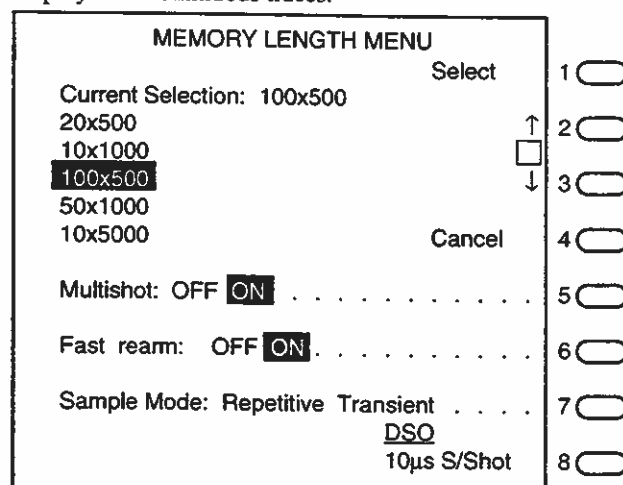 MEMORY LENGTH MENU
Select 1
Current Selection: 100x500
20x500 ↑ 2
10x1000
100x500 ↓ 3
50x1000
10x5000 Cancel 4
Multishot: OFF ON . . . . . . . . . . . . 5
Fast rearm: OFF ON . . . . . . . . . . . 6
Sample Mode: Repetitive Transient . . . . 7
DSO
10µs S/Shot 8